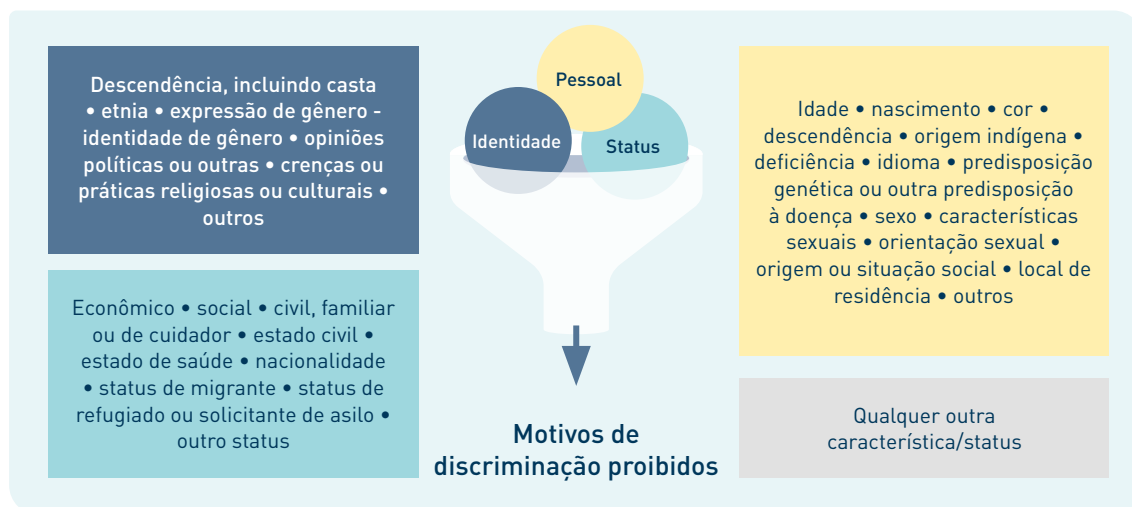 Descendência, incluindo casta
• etnia • expressão de gênero -
identidade de gênero • opiniões
políticas ou outras • crenças ou
práticas religiosas ou culturais •
outros
Econômico • social • civil, familiar
ou de cuidador • estado civil •
estado de saúde • nacionalidade
• status de migrante • status de
refugiado ou solicitante de asilo •
outro status
Pessoal
Identidade
Status
Motivos de
discriminação proibidos
Idade • nascimento • cor •
descendência • origem indígena •
deficiência • idioma • predisposição
genética ou outra predisposição
à doença • sexo • características
sexuais • orientação sexual •
origem ou situação social • local de
residência • outros
Qualquer outra
característica/status